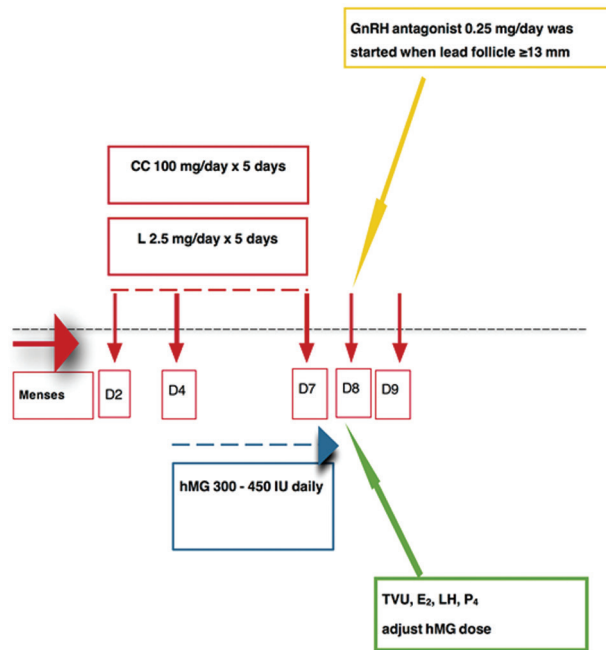 GnRH antagonist 0.25 mg/day was
started when lead follicle ≥13 mm
CC 100 mg/day x 5 days
L 2.5 mg/day x 5 days
Menses
D2
D4
D7
D8
D9
hMG 300 - 450 IU daily
TVU, E₂, LH, P₄
adjust hMG dose